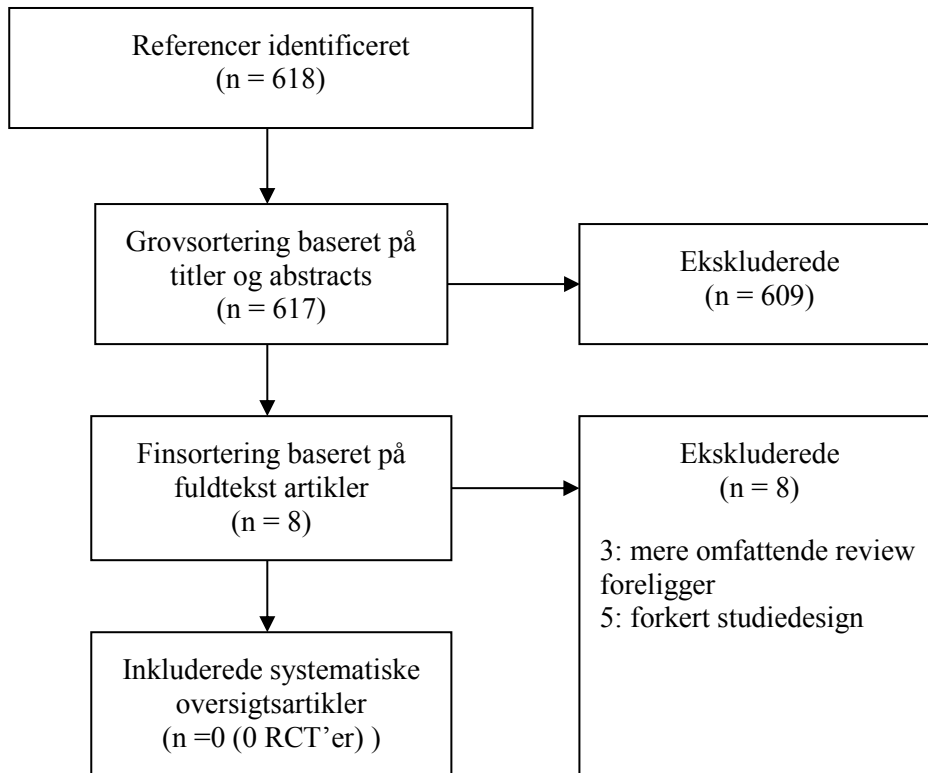 Referencer identificeret
(n = 618)
Grovsortering baseret på
titler og abstracts
(n = 617)
Ekskluderede
(n = 609)
Finsortering baseret på
fuldtekst artikler
(n = 8)
Ekskluderede
(n = 8)
3: mere omfattende review
foreligger
5: forkert studiedesign
Inkluderede systematiske
oversigtsartikler
(n =0 (0 RCT’er) )